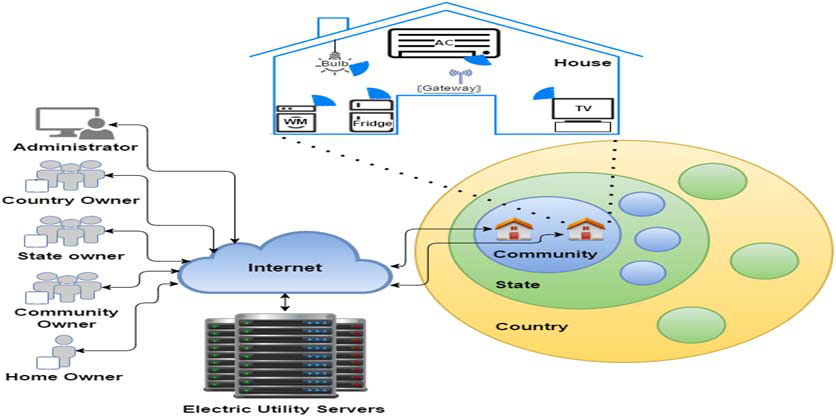 AC
Bulb
House
[Gateway]
WM
Fridge
TV
Administrator
Country Owner
State owner
Community
Owner
Home Owner
Internet
Electric Utility Servers
Community
State
Country